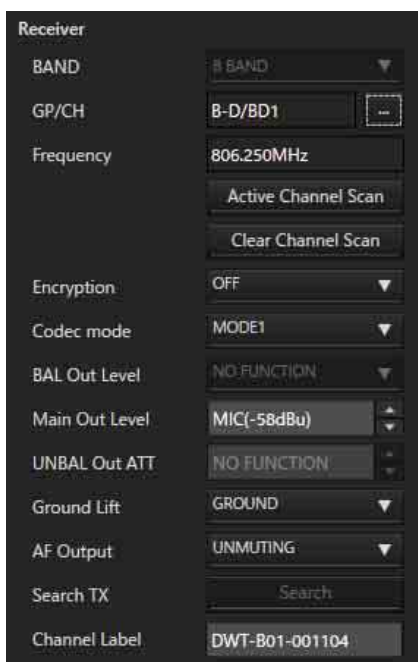 Receiver
BAND B BAND
GP/CH B-D/BD1 ...
Frequency 806.250MHz
Active Channel Scan
Clear Channel Scan
Encryption OFF
Codec mode MODE1
BAL Out Level NO FUNCTION
Main Out Level MIC(-58dBu)
UNBAL Out ATT NO FUNCTION
Ground Lift GROUND
AF Output UNMUTING
Search TX Search
Channel Label DWT-B01-001104